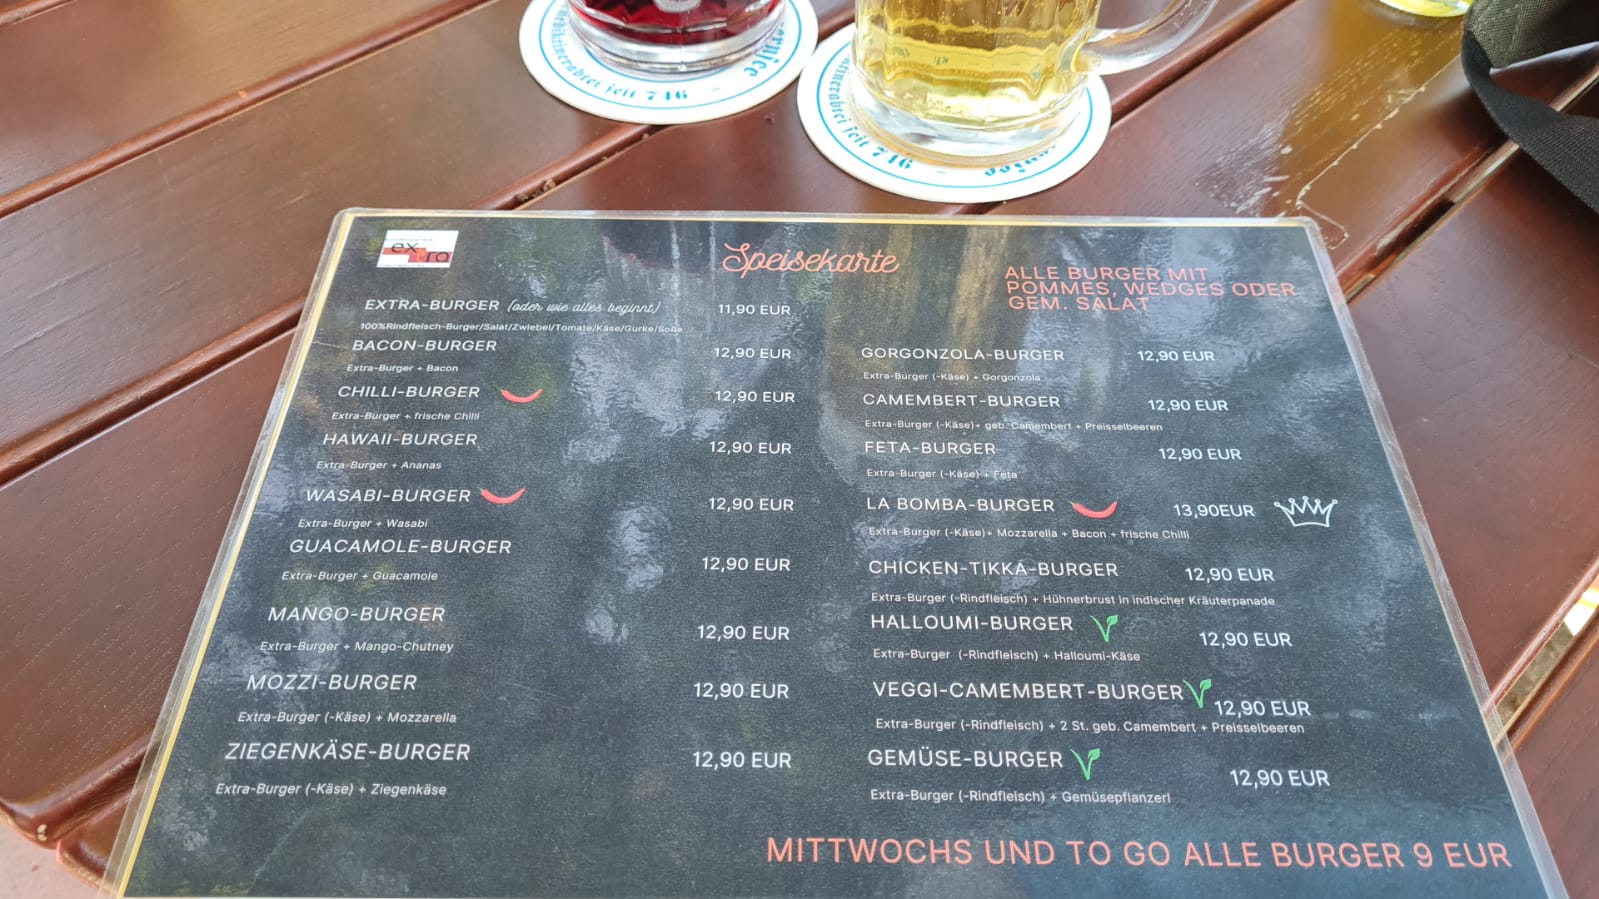 ernice
seit 746 -
seit 746 -
extra
Speisekarte
EXTRA-BURGER (oder wie alles beginnt) 11,90 EUR
100%Rindfleisch-Burger/Salat/Zwiebel/Tomate/Käse/Gurke/Soße
BACON-BURGER 12,90 EUR
Extra-Burger + Bacon
CHILLI-BURGER 12,90 EUR
Extra-Burger + frische Chilli
HAWAII-BURGER 12,90 EUR
Extra-Burger + Ananas
WASABI-BURGER 12,90 EUR
Extra-Burger + Wasabi
GUACAMOLE-BURGER 12,90 EUR
Extra-Burger + Guacamole
MANGO-BURGER 12,90 EUR
Extra-Burger + Mango-Chutney
MOZZI-BURGER 12,90 EUR
Extra-Burger (-Käse) + Mozzarella
ZIEGENKÄSE-BURGER 12,90 EUR
Extra-Burger (-Käse) + Ziegenkäse
ALLE BURGER MIT
POMMES, WEDGES ODER
GEM. SALAT
GORGONZOLA-BURGER 12,90 EUR
Extra-Burger (-Käse) + Gorgonzola
CAMEMBERT-BURGER 12,90 EUR
Extra-Burger (-Käse)+ geb. Camembert + Preisselbeeren
FETA-BURGER 12,90 EUR
Extra-Burger (-Käse) + Feta
LA BOMBA-BURGER 13,90EUR
Extra-Burger (-Käse)+ Mozzarella + Bacon + frische Chilli
CHICKEN-TIKKA-BURGER 12,90 EUR
Extra-Burger (-Rindfleisch) + Hühnerbrust in indischer Kräuterpanade
HALLOUMI-BURGER 12,90 EUR
Extra-Burger (-Rindfleisch) + Halloumi-Käse
VEGGI-CAMEMBERT-BURGER 12,90 EUR
Extra-Burger (-Rindfleisch) + 2 St. geb. Camembert + Preisselbeeren
GEMÜSE-BURGER 12,90 EUR
Extra-Burger (-Rindfleisch) + Gemüsepflanzerl
MITTWOCHS UND TO GO ALLE BURGER 9 EUR